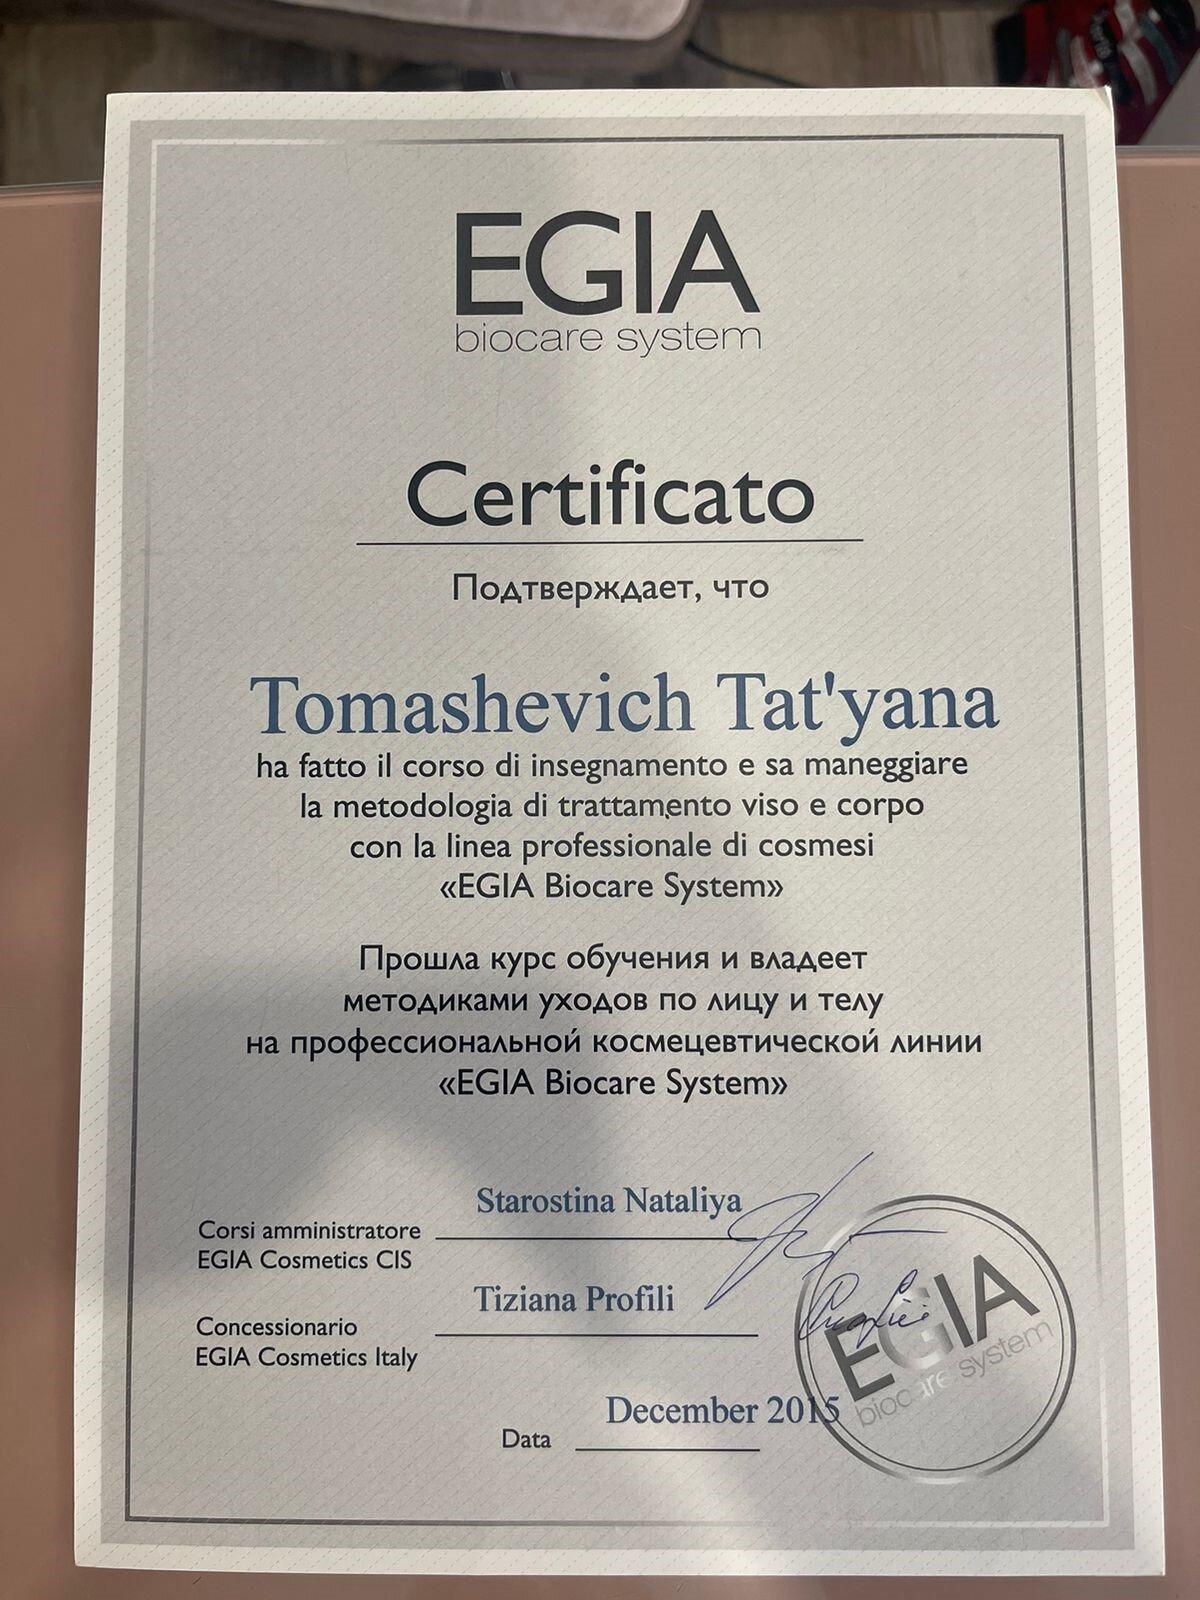 EGIA
biocare system
Certificato
Подтверждает, что
Tomashevich Tat'yana
ha fatto il corso di insegnamento e sa maneggiare
la metodologia di trattamento viso e corpo
con la linea professionale di cosmesi
«EGIA Biocare System»
Прошла курс обучения и владеет
методиками уходов по лицу и телу
на профессиональной космецевтической линии
«EGIA Biocare System»
Starostina Nataliya
Corsi amministratore
EGIA Cosmetics CIS
Tiziana Profili
Concessionario
EGIA Cosmetics Italy
EGIA
biocare system
December 2015
Data